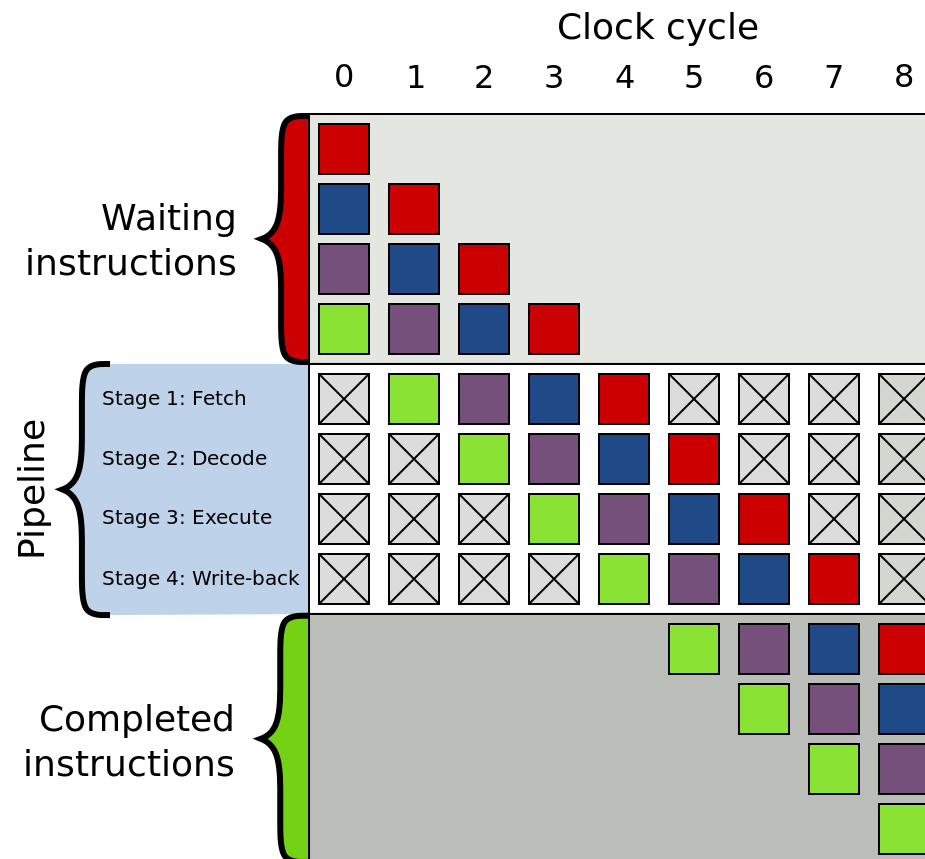 Clock cycle
0 1 2 3 4 5 6 7 8
Waiting
instructions
Pipeline
Stage 1: Fetch
Stage 2: Decode
Stage 3: Execute
Stage 4: Write-back
Completed
instructions